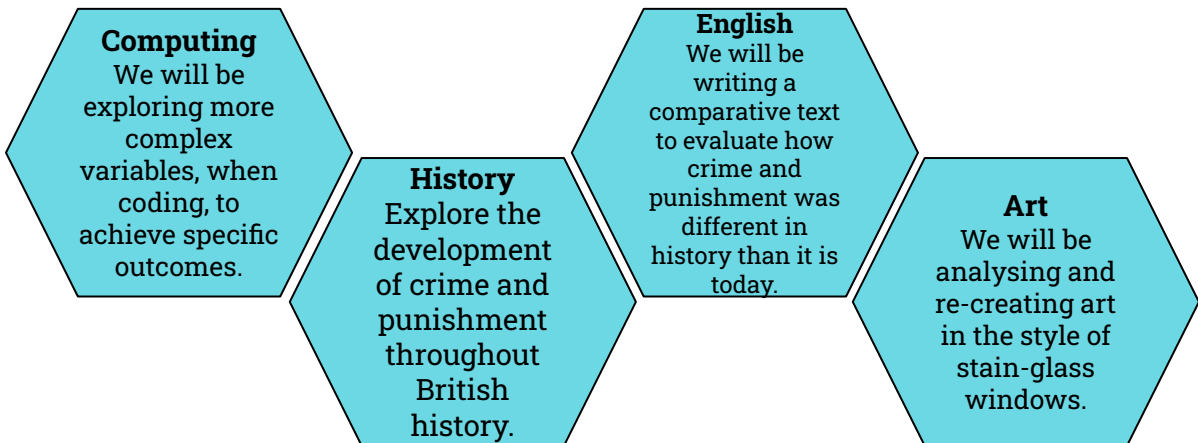 Computing
We will be
exploring more
complex
variables, when
coding, to
achieve specific
outcomes.
History
Explore the
development
of crime and
punishment
throughout
British
history.
English
We will be
writing a
comparative text
to evaluate how
crime and
punishment was
different in
history than it is
today.
Art
We will be
analysing and
re-creating art
in the style of
stain-glass
windows.